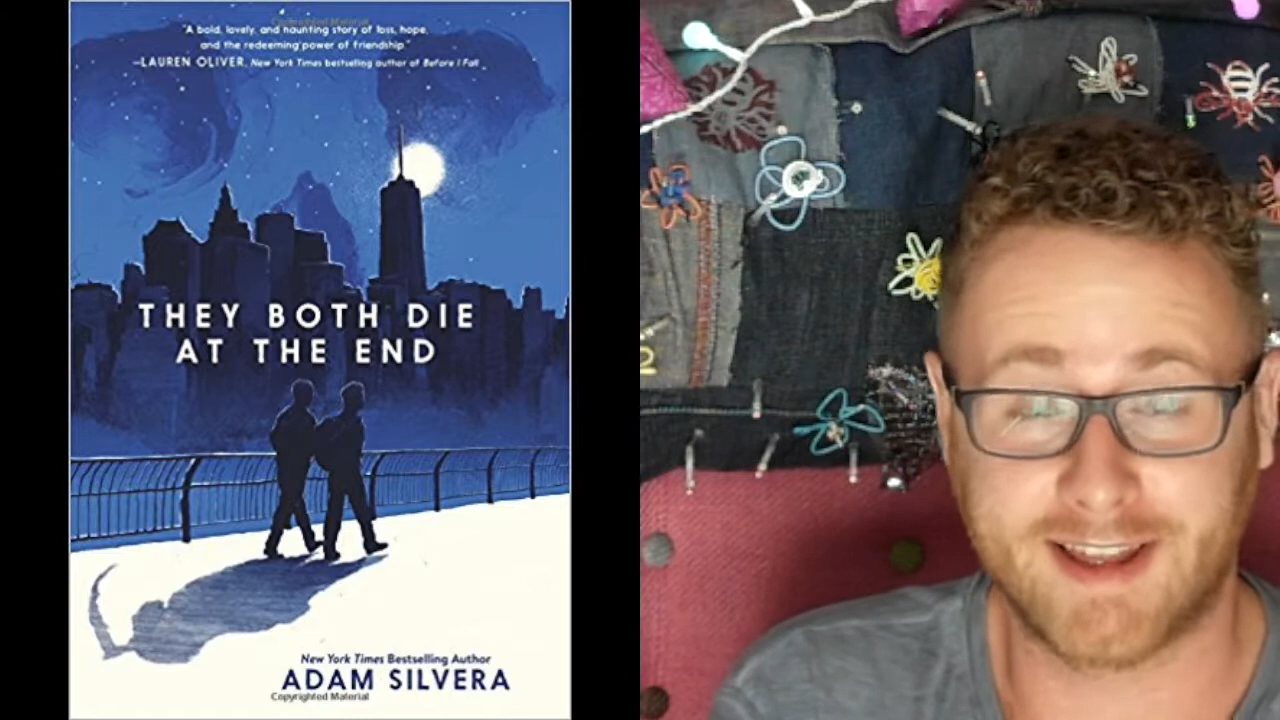 Copyrighted Material
"A bold, lovely, and haunting story of loss, hope,
and the redeeming power of friendship."
—LAUREN OLIVER, New York Times bestselling author of Before I Fall
THEY BOTH DIE
AT THE END
New York Times Bestselling Author
ADAM SILVERA
Copyrighted Material